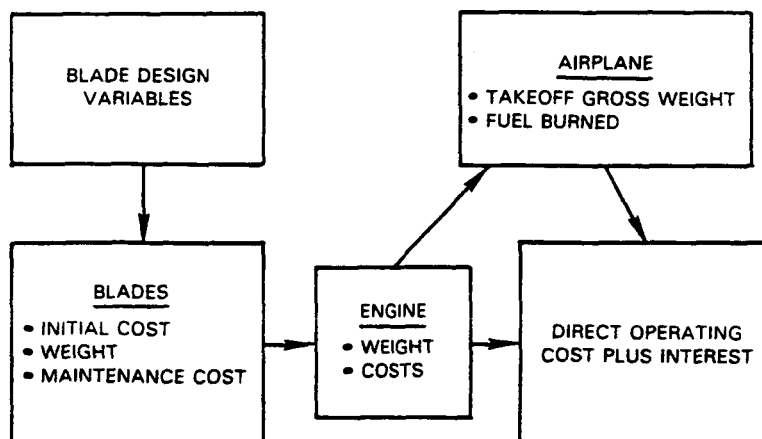 BLADE DESIGN
VARIABLES
AIRPLANE
• TAKEOFF GROSS WEIGHT
• FUEL BURNED
BLADES
• INITIAL COST
• WEIGHT
• MAINTENANCE COST
ENGINE
• WEIGHT
• COSTS
DIRECT OPERATING
COST PLUS INTEREST